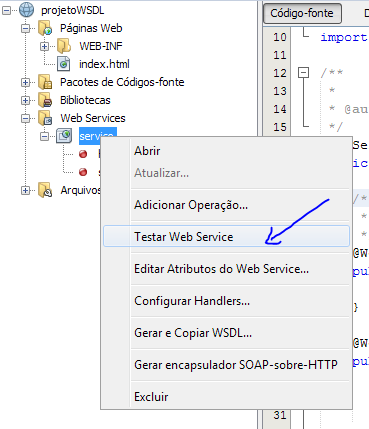 projetoWSDL
Páginas Web
WEB-INF
index.html
Pacotes de Códigos-fonte
Bibliotecas
Web Services
service
Arquivos
Abrir
Atualizar...
Adicionar Operação...
Testar Web Service
Editar Atributos do Web Service...
Configurar Handlers...
Gerar e Copiar WSDL...
Gerar encapsulador SOAP-sobre-HTTP
Excluir
Código-fonte
10 import
11
12 /**
13 *
14 * @au
15 */
Se
ic
/*
*
*
@W
pu
}
@W
pu
31